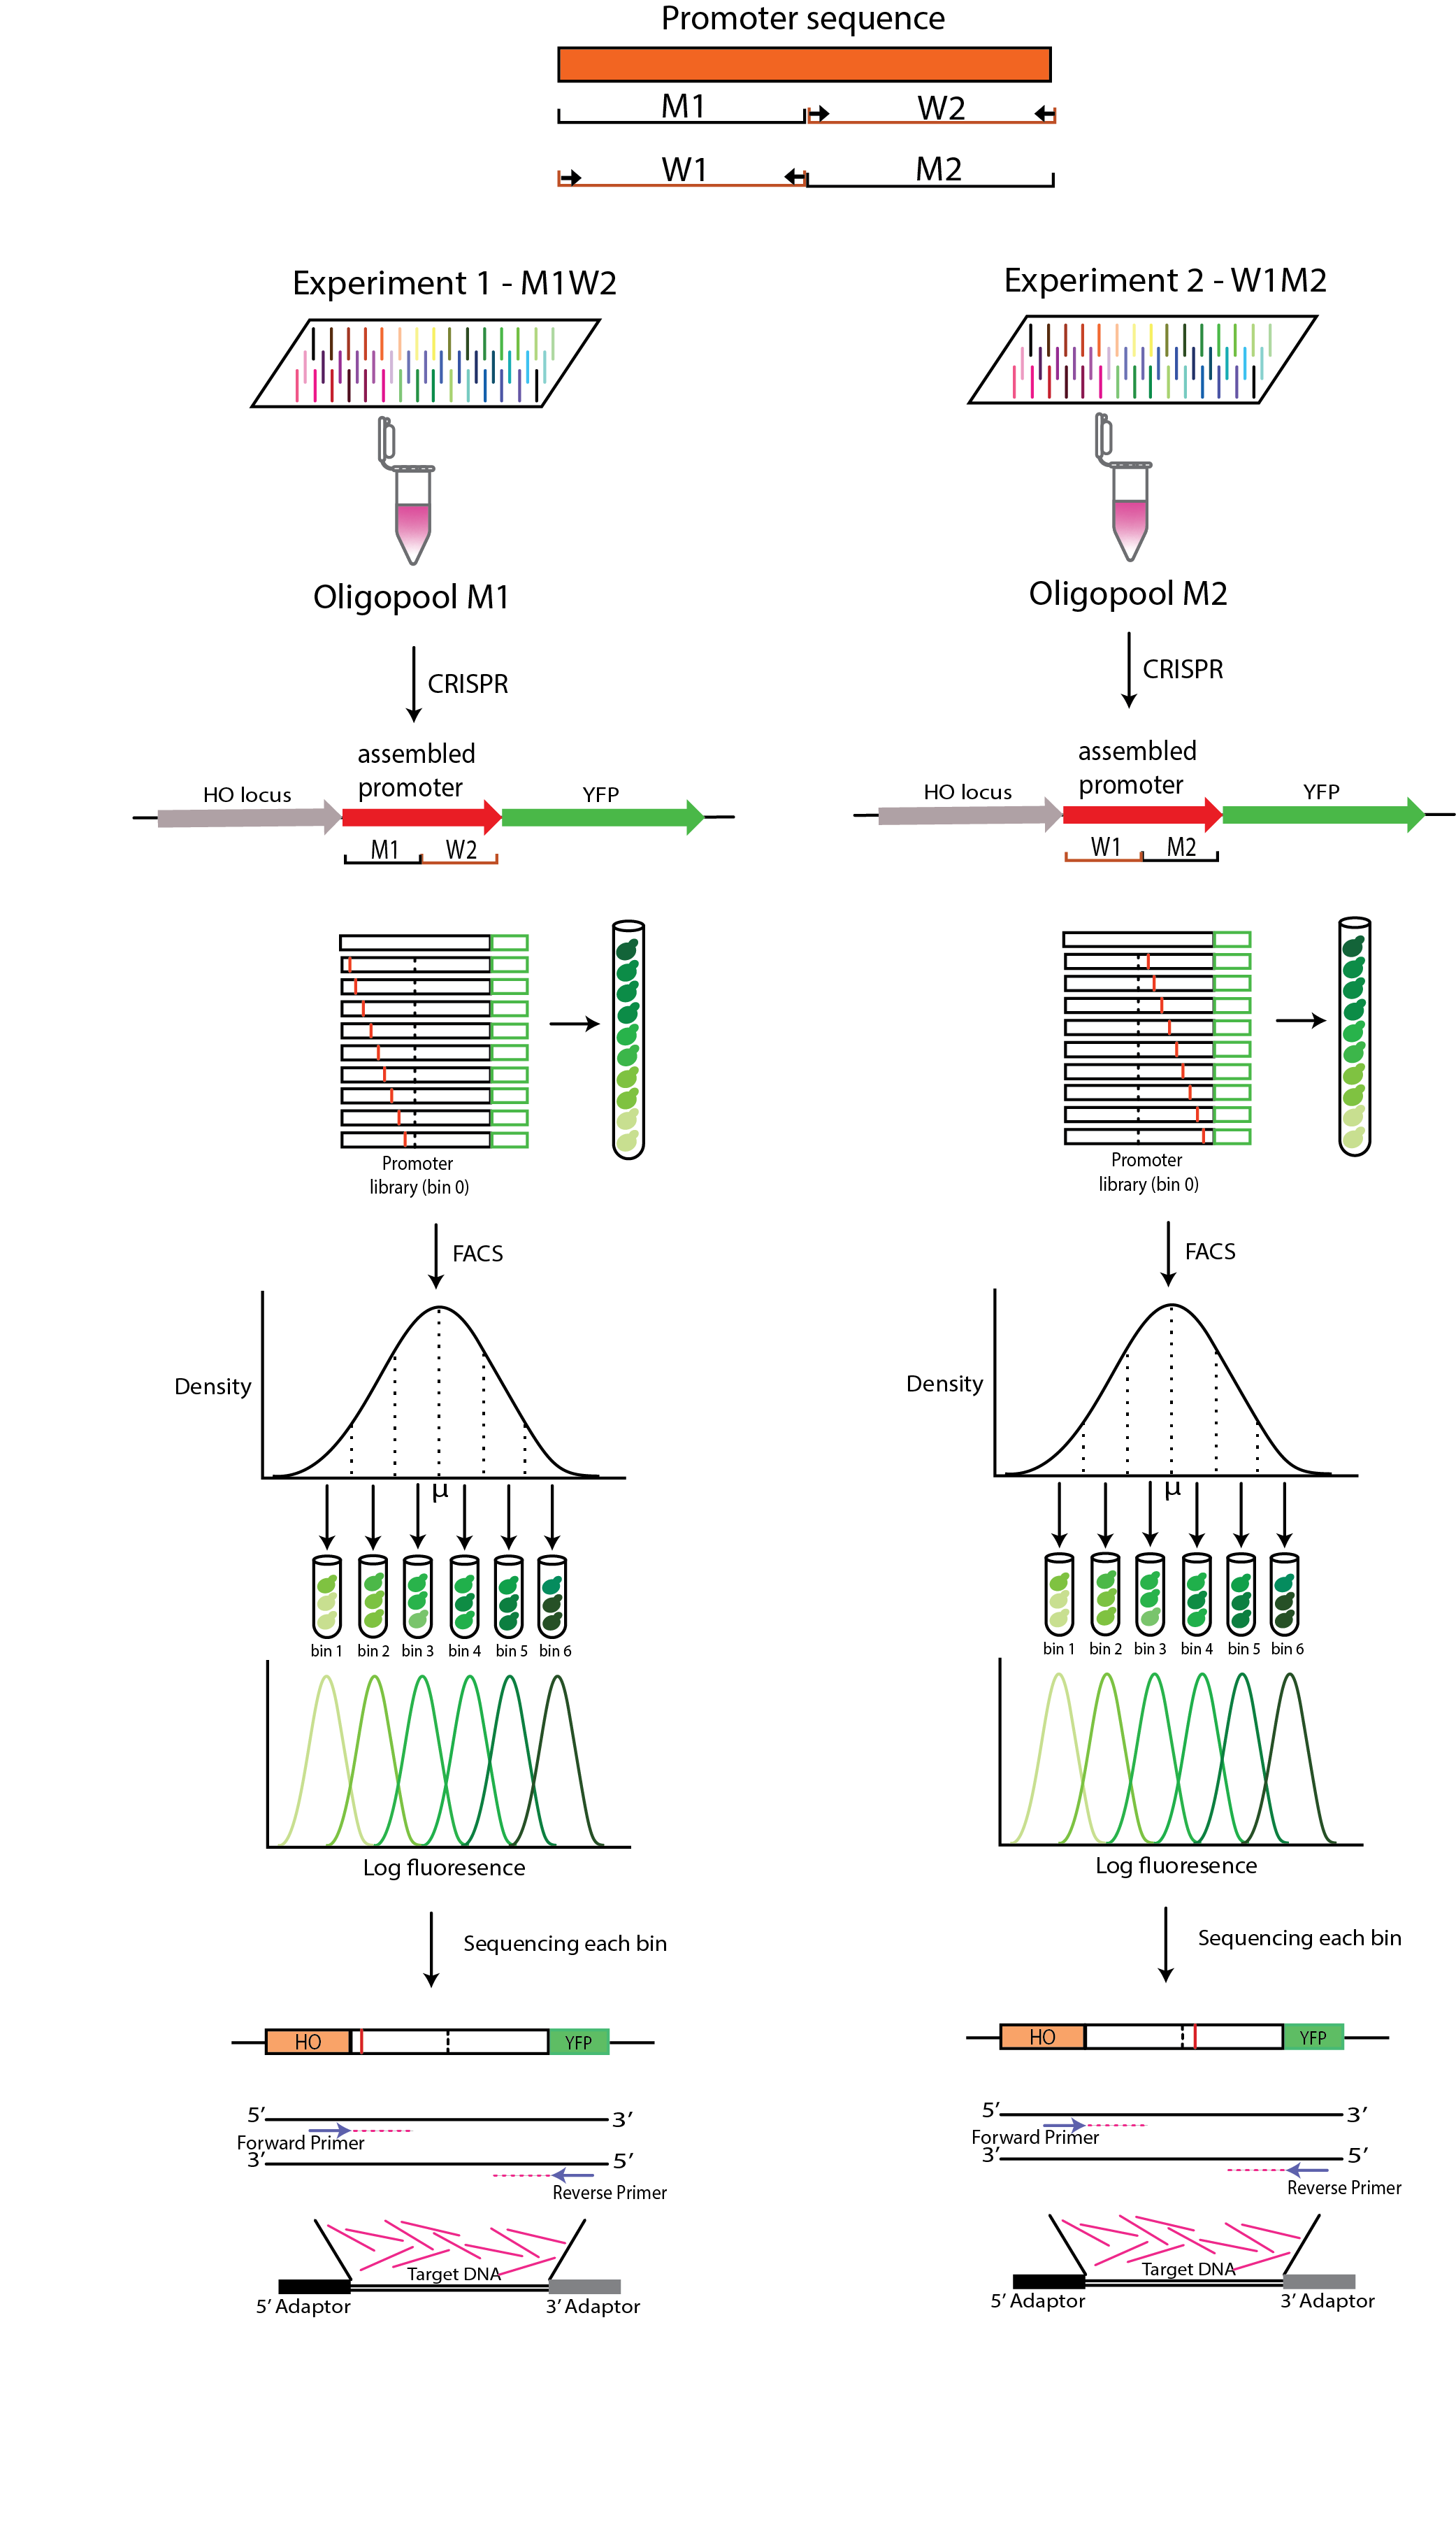 Promoter sequence
M1 W2
W1 M2
Experiment 1 - M1W2
Oligopool M1
CRISPR
assembled
promoter
HO locus
YFP
M1 W2
Promoter
library (bin 0)
FACS
Density
µ
bin 1 bin 2 bin 3 bin 4 bin 5 bin 6
Log fluoresence
Sequencing each bin
HO YFP
5’ 3’
Forward Primer
3’ 5’
Reverse Primer
Target DNA
5’ Adaptor 3’ Adaptor
Experiment 2 - W1M2
Oligopool M2
CRISPR
assembled
promoter
HO locus
YFP
W1 M2
Promoter
library (bin 0)
FACS
Density
µ
bin 1 bin 2 bin 3 bin 4 bin 5 bin 6
Log fluoresence
Sequencing each bin
HO YFP
5’ 3’
Forward Primer
3’ 5’
Reverse Primer
Target DNA
5’ Adaptor 3’ Adaptor